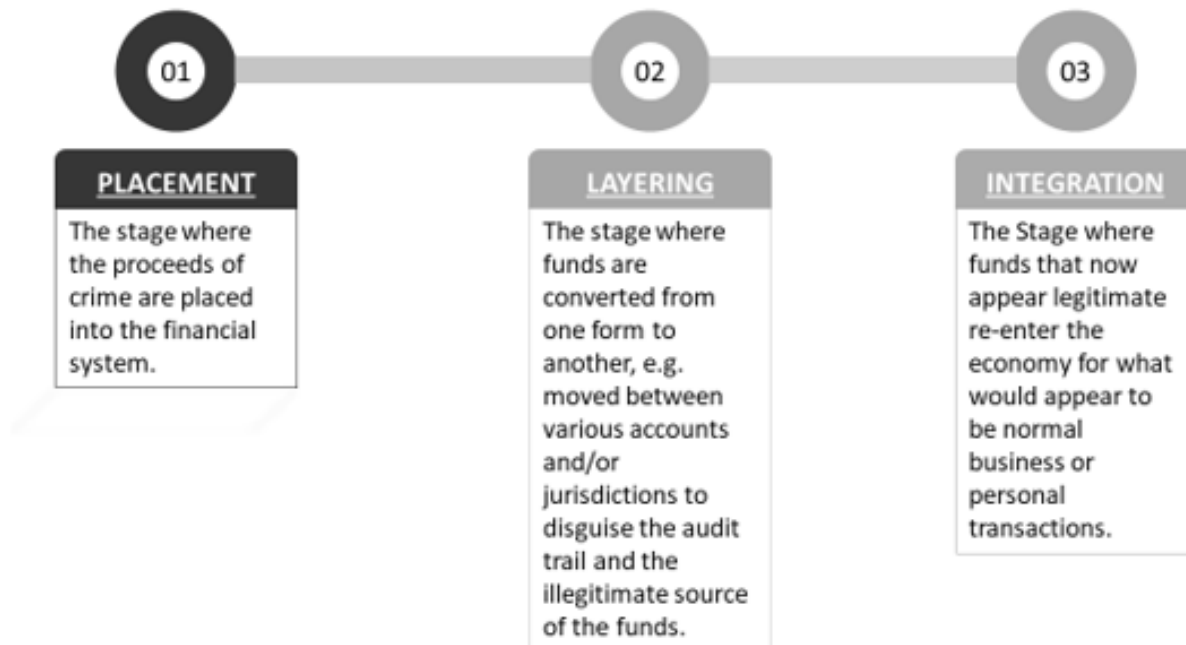 01
02
03
PLACEMENT
The stage where
the proceeds of
crime are placed
into the financial
system.
LAYERING
The stage where
funds are
converted from
one form to
another, e.g.
moved between
various accounts
and/or
jurisdictions to
disguise the audit
trail and the
illegitimate source
of the funds.
INTEGRATION
The Stage where
funds that now
appear legitimate
re-enter the
economy for what
would appear to
be normal
business or
personal
transactions.